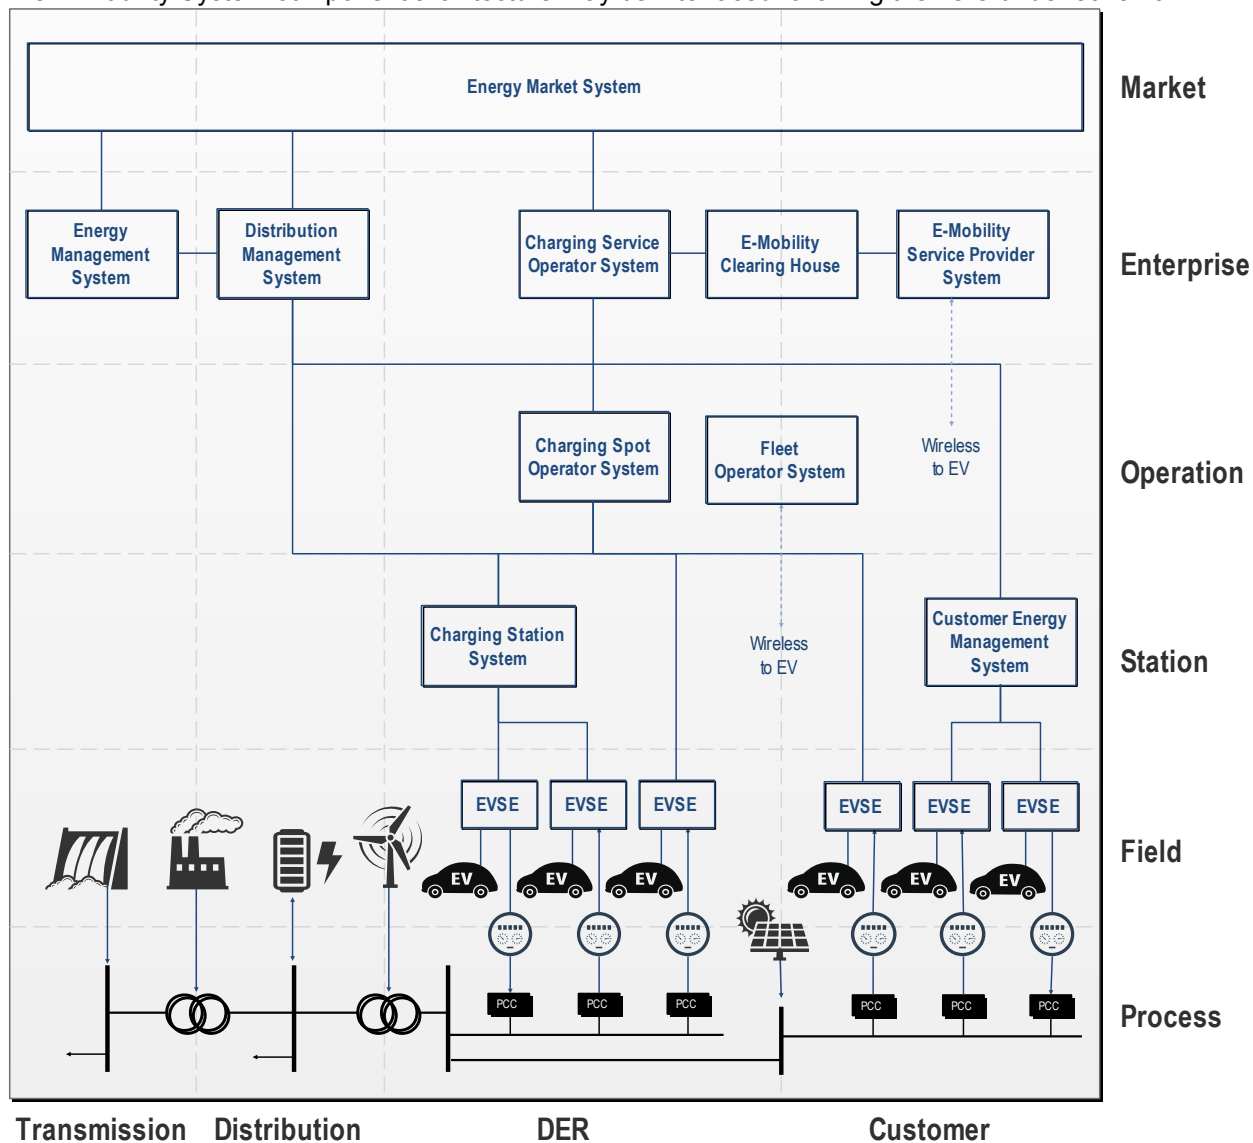 Energy Market System
Market
Energy
Management
System
Distribution
Management
System
Charging Service
Operator System
E-Mobility
Clearing House
E-Mobility
Service Provider
System
Enterprise
Charging Spot
Operator System
Fleet
Operator System
Wireless
to EV
Operation
Charging Station
System
Wireless
to EV
Customer Energy
Management
System
Station
EVSE
EVSE
EVSE
EVSE
EVSE
EVSE
EV
EV
EV
EV
EV
EV
Field
PCC
PCC
PCC
PCC
PCC
PCC
Process
Transmission
Distribution
DER
Customer